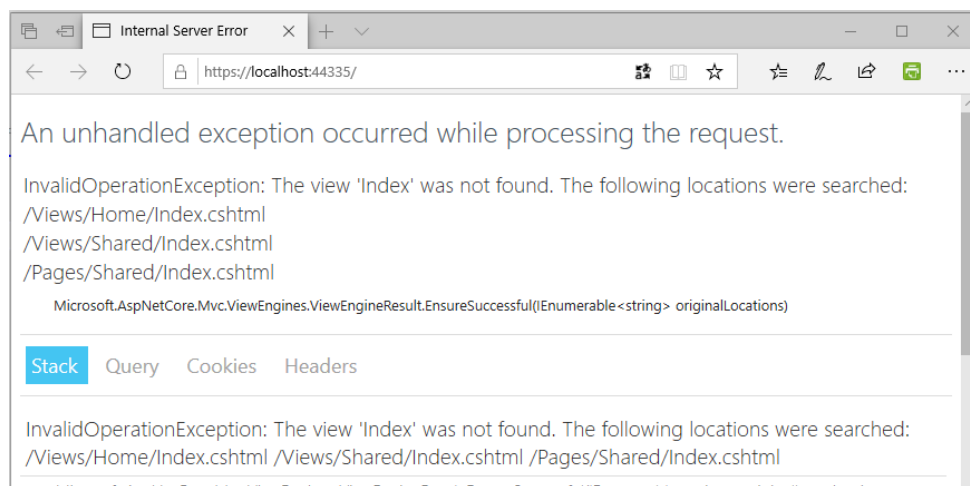 Internal Server Error
https://localhost:44335/
An unhandled exception occurred while processing the request.
InvalidOperationException: The view 'Index' was not found. The following locations were searched:
/Views/Home/Index.cshtml
/Views/Shared/Index.cshtml
/Pages/Shared/Index.cshtml
Microsoft.AspNetCore.Mvc.ViewEngines.ViewEngineResult.EnsureSuccessful(IEnumerable<string> originalLocations)
Stack Query Cookies Headers
InvalidOperationException: The view 'Index' was not found. The following locations were searched:
/Views/Home/Index.cshtml /Views/Shared/Index.cshtml /Pages/Shared/Index.cshtml